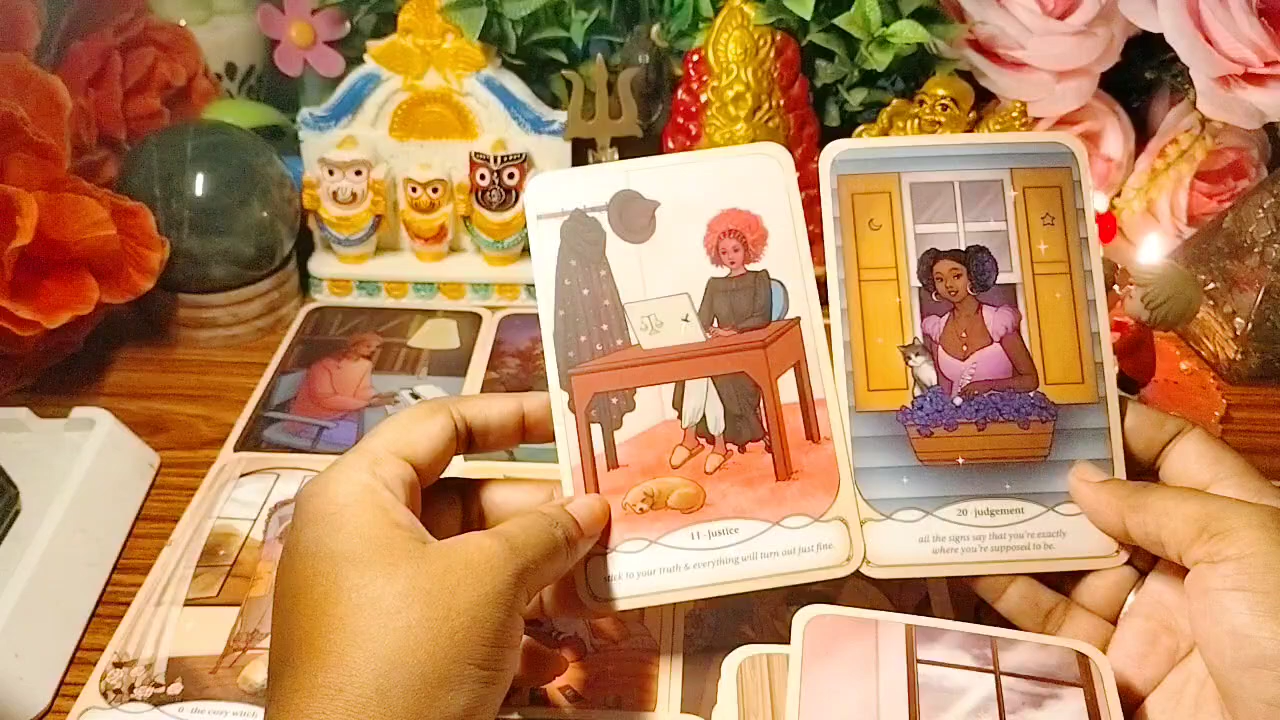 11 - justice
stick to your truth & everything will turn out just fine.
20 - judgement
all the signs say that you're exactly
where you're supposed to be.
0 - the cozy witch